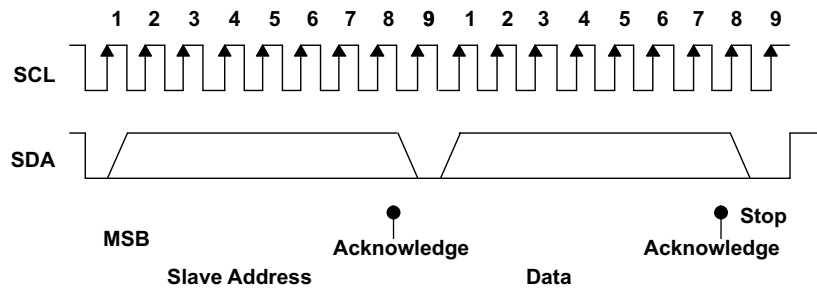 1 2 3 4 5 6 7 8 9 1 2 3 4 5 6 7 8 9
SCL
SDA
Stop
MSB
Acknowledge Acknowledge
Slave Address Data